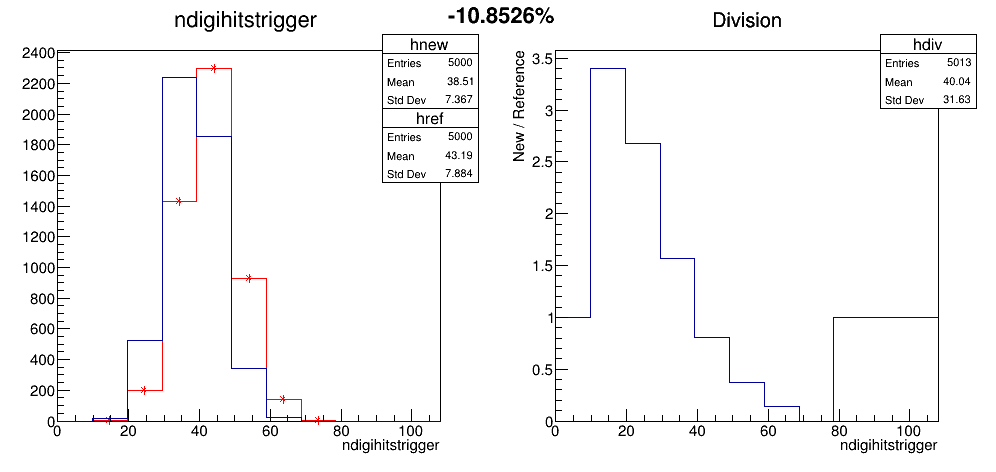 -10.8526%
ndigihitstrigger
hnew
Entries 5000
Mean 38.51
Std Dev 7.367
href
Entries 5000
Mean 43.19
Std Dev 7.884
2400
2200
2000
1800
1600
1400
1200
1000
800
600
400
200
0
0 20 40 60 80 100
ndigihitstrigger
Division
hdiv
Entries 5013
Mean 40.04
Std Dev 31.63
New / Reference
3.5
3
2.5
2
1.5
1
0.5
0
0 20 40 60 80 100
ndigihitstrigger